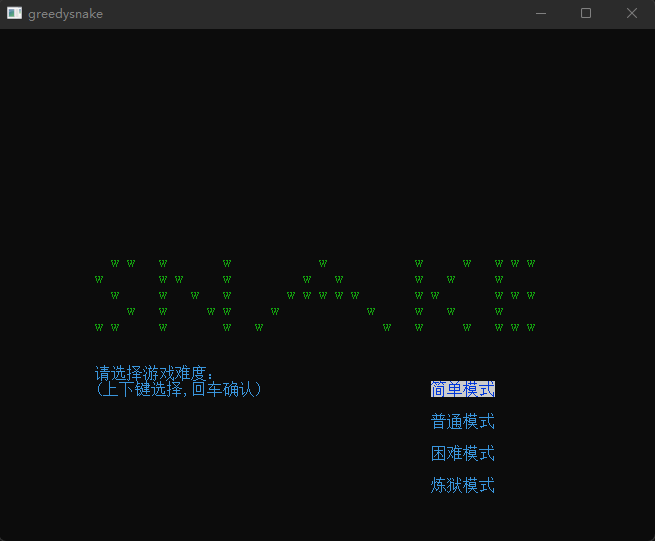 greedysnake
SNAKE
请选择游戏难度:
(上下键选择,回车确认)
简单模式
普通模式
困难模式
炼狱模式